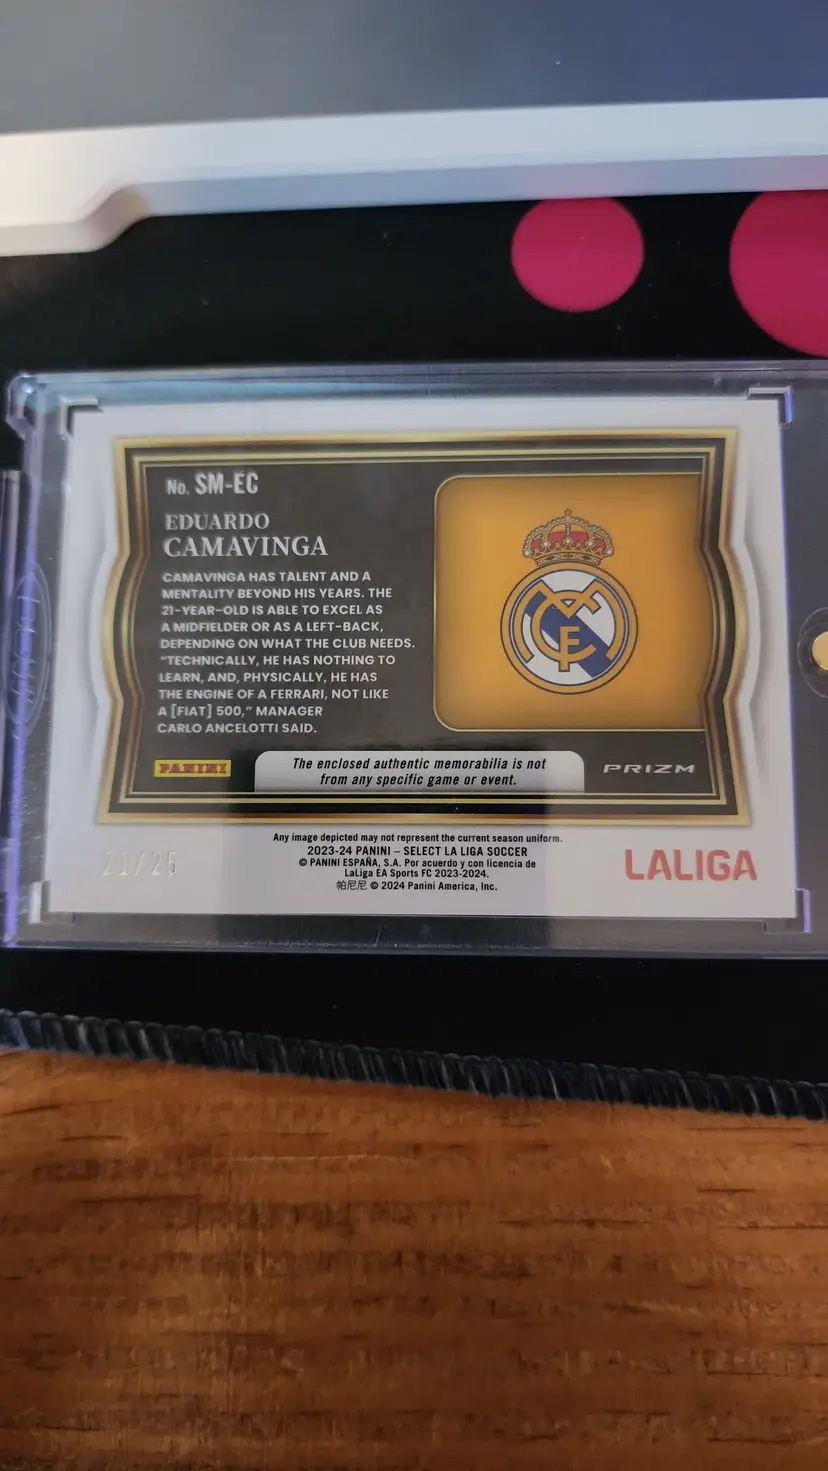 No. SM-EC
EDUARDO
CAMAVINGA
CAMAVINGA HAS TALENT AND A
MENTALITY BEYOND HIS YEARS. THE
21-YEAR-OLD IS ABLE TO EXCEL AS
A MIDFIELDER OR AS A LEFT-BACK,
DEPENDING ON WHAT THE CLUB NEEDS.
"TECHNICALLY, HE HAS NOTHING TO
LEARN, AND, PHYSICALLY, HE HAS
THE ENGINE OF A FERRARI, NOT LIKE
A [FIAT] 500," MANAGER
CARLO ANCELOTTI SAID.
PANINI
The enclosed authentic memorabilia is not
from any specific game or event.
PRIZM
21/25
Any image depicted may not represent the current season uniform.
2023-24 PANINI – SELECT LA LIGA SOCCER
© PANINI ESPAÑA, S.A. Por acuerdo y con licencia de
LaLiga EA Sports FC 2023-2024.
帕尼尼 © 2024 Panini America, Inc.
LALIGA